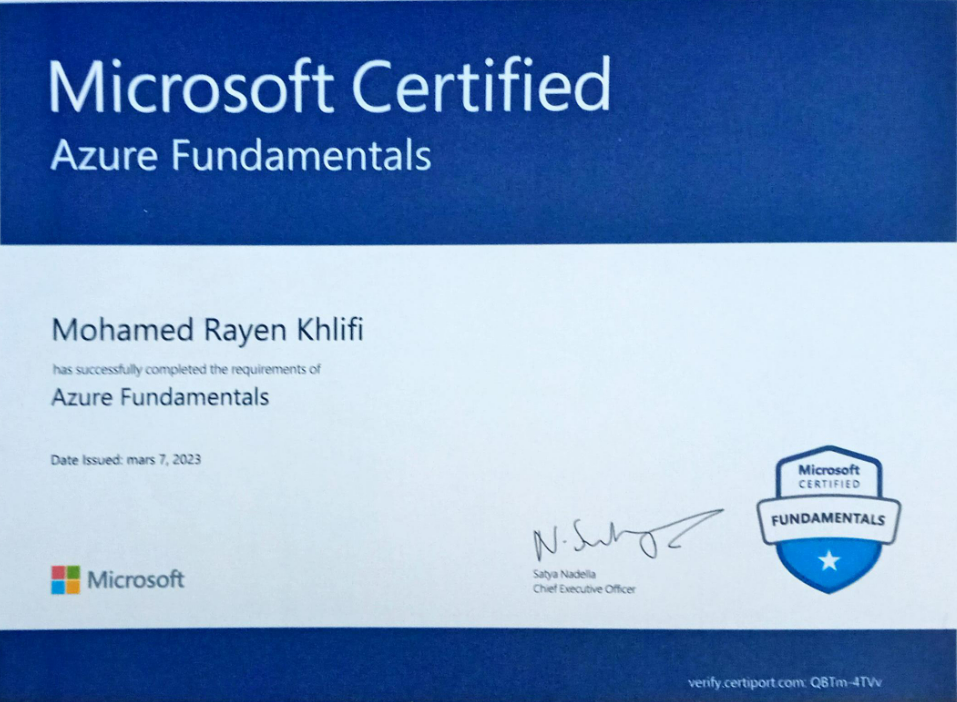 Microsoft Certified
Azure Fundamentals
Mohamed Rayen Khlifi
has successfully completed the requirements of
Azure Fundamentals
Date Issued: mars 7, 2023
Microsoft
CERTIFIED
FUNDAMENTALS
Satya Nadella
Chief Executive Officer
Microsoft
verify.certiport.com: QBTm-4TVv